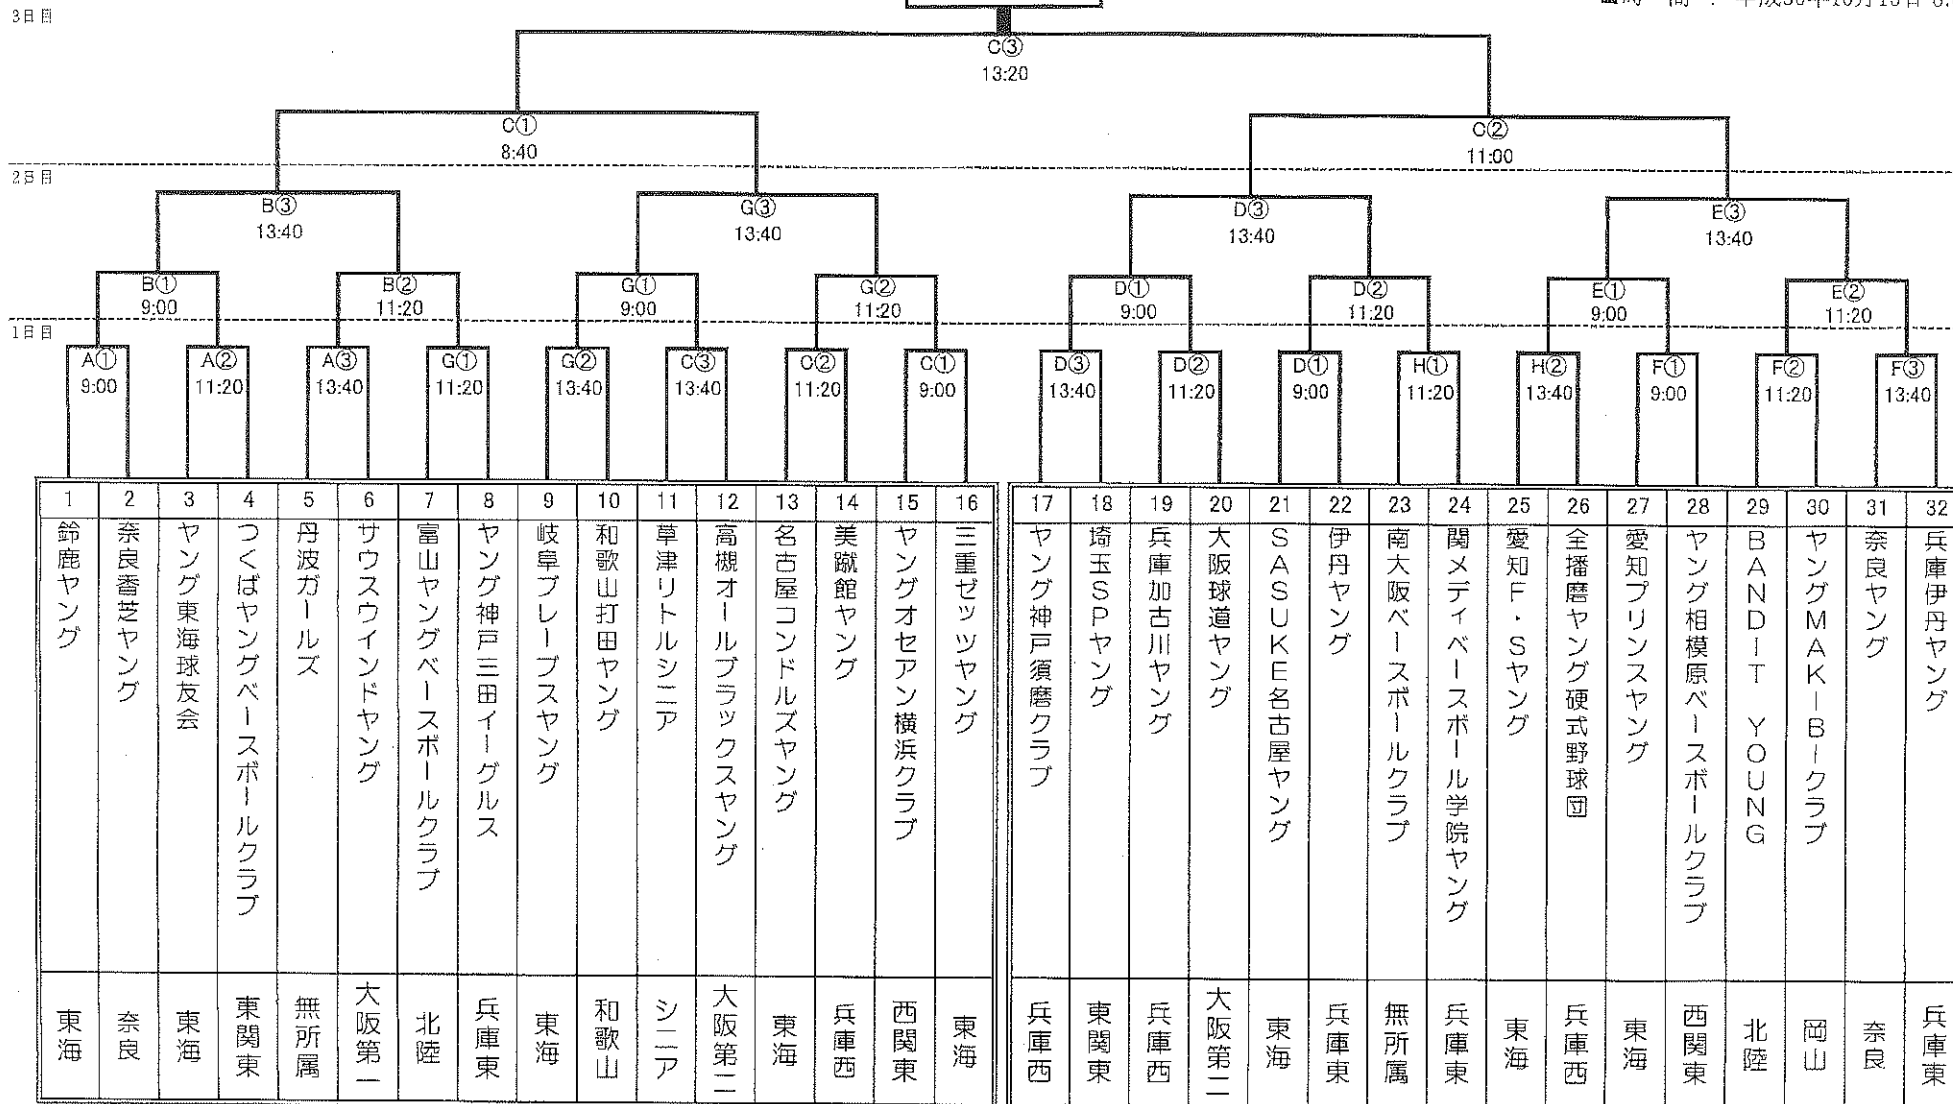 3日目
平成30年10月13日
C③
13:20
C①
8:40
C②
11:00
2日目
B③
13:40
G③
13:40
D③
13:40
E③
13:40
B①
9:00
B②
11:20
G①
9:00
G②
11:20
D①
9:00
D②
11:20
E①
9:00
E②
11:20
1日目
A①
9:00
A②
11:20
A③
13:40
G①
11:20
G②
13:40
C③
13:40
C②
11:20
C①
9:00
D③
13:40
D②
11:20
D①
9:00
H①
11:20
H②
13:40
F①
9:00
F②
11:20
F③
13:40
1
鈴鹿ヤング
東海
2
奈良香芝ヤング
奈良
3
ヤング東海球友会
東海
4
つくばヤングベースボールクラブ
東関東
5
丹波ガールズ
無所属
6
サウスウインドヤング
大阪第一
7
富山ヤングベースボールクラブ
北陸
8
ヤング神戸三田イーグルス
兵庫東
9
岐阜ブレーブスヤング
東海
10
和歌山打田ヤング
和歌山
11
草津リトルシニア
シニア
12
高槻オールブラックスヤング
大阪第二
13
名古屋コンドルズヤング
東海
14
美蹴館ヤング
兵庫西
15
ヤングオセアン横浜クラブ
西関東
16
三重ゼッツヤング
東海
17
ヤング神戸須磨クラブ
兵庫西
18
埼玉SPヤング
東関東
19
兵庫加古川ヤング
兵庫西
20
大阪球道ヤング
大阪第二
21
SASUKE名古屋ヤング
東海
22
伊丹ヤング
兵庫東
23
南大阪ベースボールクラブ
無所属
24
関メディベースボール学院ヤング
兵庫東
25
愛知F・Sヤング
東海
26
全播磨ヤング硬式野球団
兵庫西
27
愛知プリンスヤング
東海
28
ヤング相模原ベースボールクラブ
西関東
29
BANDIT YOUNG
北陸
30
ヤングMAKIBIクラブ
岡山
31
奈良ヤング
奈良
32
兵庫伊丹ヤング
兵庫東